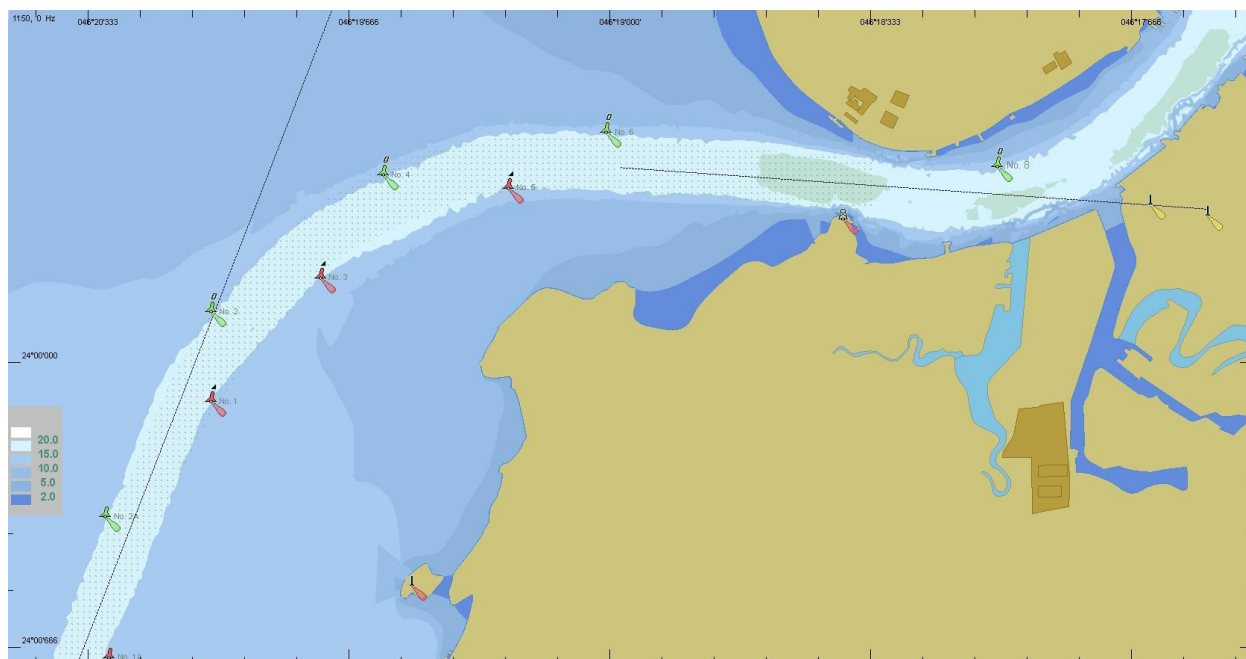 1150, 0 Hz
046°20'333
046°19'666
046°19'000'
046°18'333
046°17'666
No. 6
No. 8
No. 4
No. 5
No. 3
No. 2
24°00'000
No. 1
20.0
15.0
10.0
5.0
2.0
No. 2A
24°00'666
No. 1A